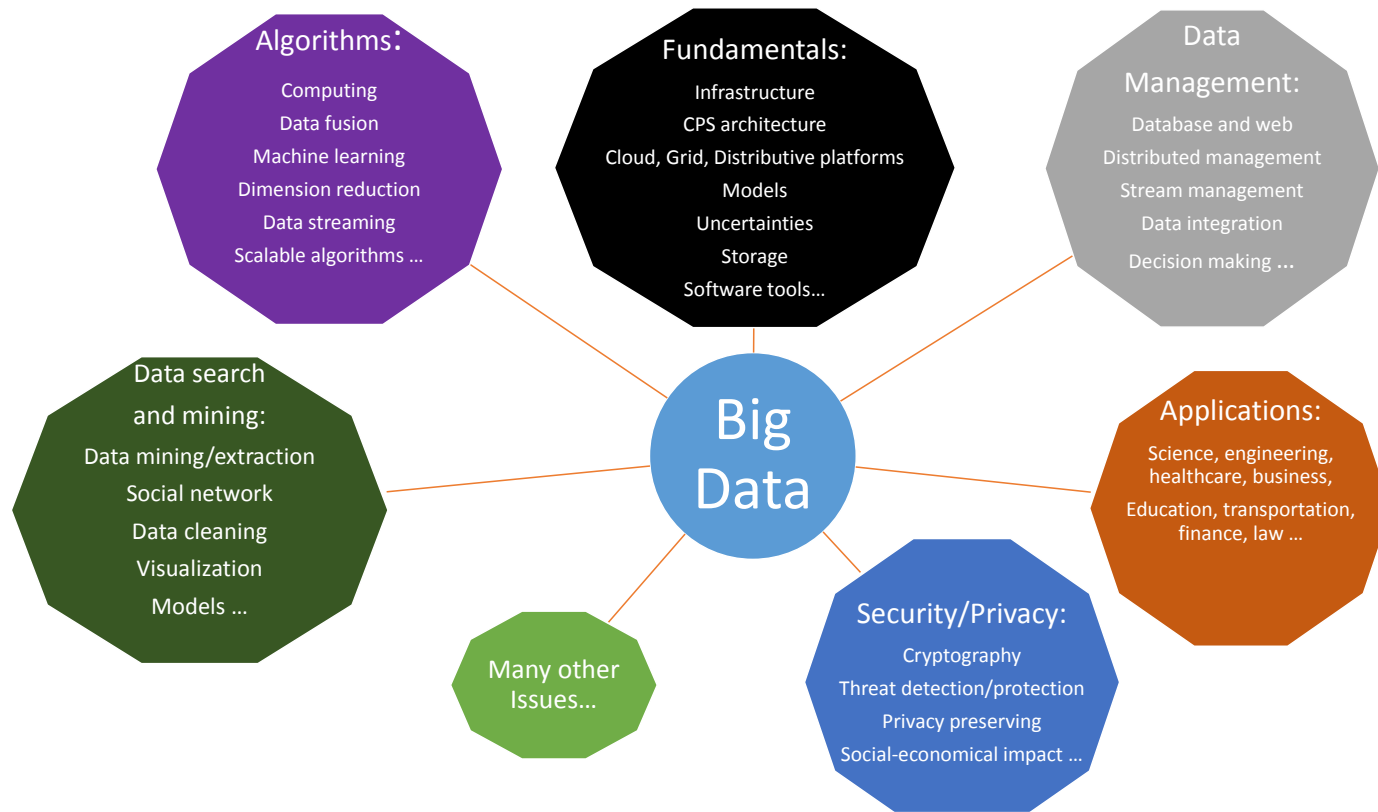 Algorithms:
Computing
Data fusion
Machine learning
Dimension reduction
Data streaming
Scalable algorithms ...
Fundamentals:
Infrastructure
CPS architecture
Cloud, Grid, Distributive platforms
Models
Uncertainties
Storage
Software tools...
Data
Management:
Database and web
Distributed management
Stream management
Data integration
Decision making ...
Data search
and mining:
Data mining/extraction
Social network
Data cleaning
Visualization
Models ...
Big
Data
Applications:
Science, engineering,
healthcare, business,
Education, transportation,
finance, law ...
Many other
Issues...
Security/Privacy:
Cryptography
Threat detection/protection
Privacy preserving
Social-economical impact ...